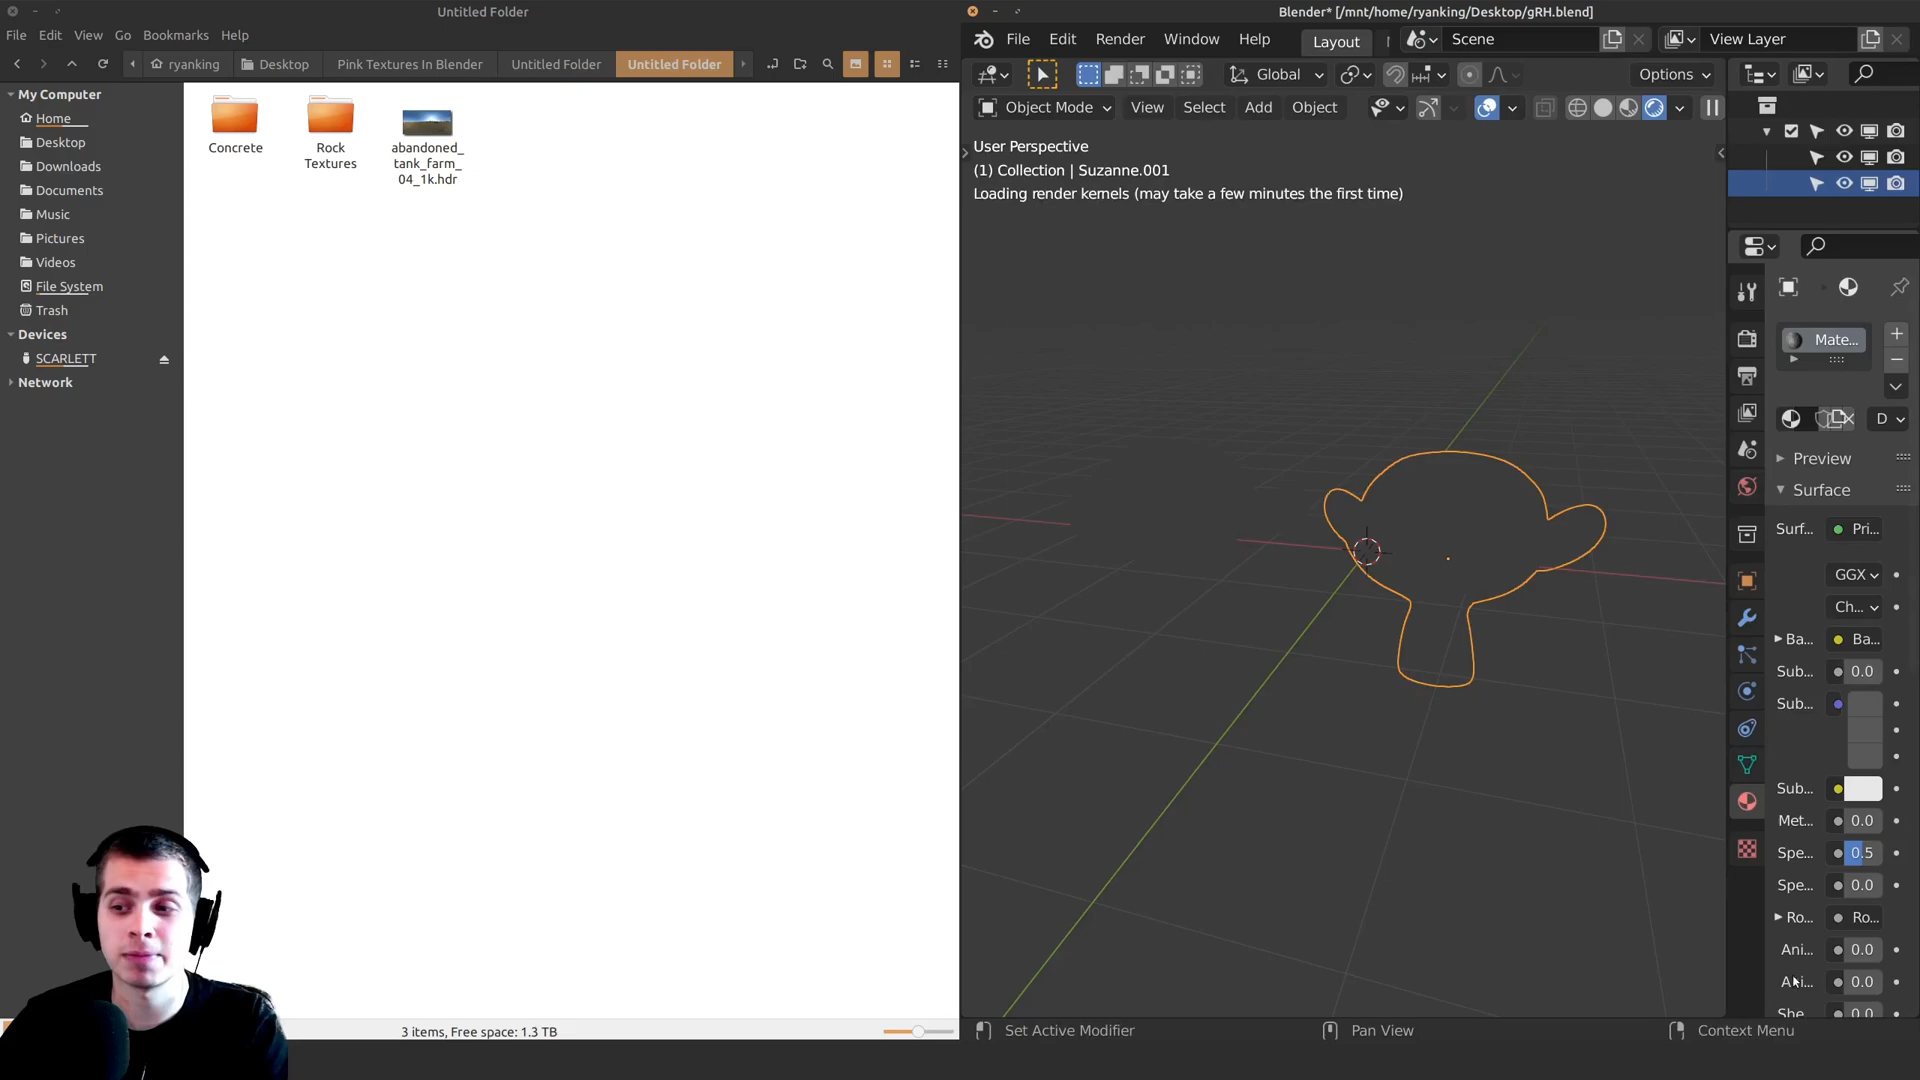 Untitled Folder
File Edit View Go Bookmarks Help
ryanking Desktop Pink Textures In Blender Untitled Folder Untitled Folder
My Computer
Home
Desktop
Downloads
Documents
Music
Pictures
Videos
File System
Trash
Devices
SCARLETT
Network
Concrete
Rock
Textures
abandoned_
tank_farm_
04_1k.hdr
3 items, Free space: 1.3 TB
Blender* [/mnt/home/ryanking/Desktop/gRH.blend]
File Edit Render Window Help Layout Scene View Layer
Global Options
Object Mode View Select Add Object
User Perspective
(1) Collection | Suzanne.001
Loading render kernels (may take a few minutes the first time)
Mate...
D
Preview
Surface
Surf... Pri...
GGX
Ch...
Ba... Ba...
Sub... 0.0
Sub...
Sub...
Met... 0.0
Spe... 0.5
Spe... 0.0
Ro... Ro...
Ani... 0.0
0.0
She 0.0
Set Active Modifier Pan View Context Menu